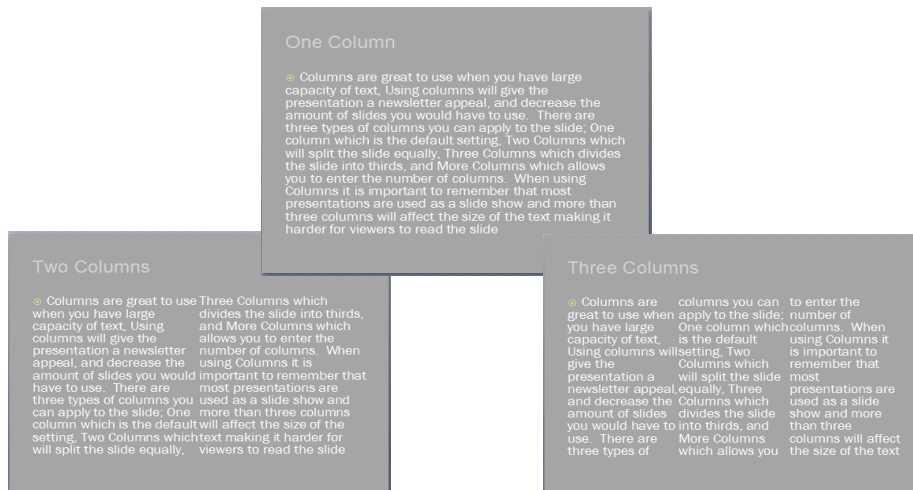 One Column
Columns are great to use when you have large
capacity of text, Using columns will give the
presentation a newsletter appeal, and decrease the
amount of slides you would have to use.  There are
three types of columns you can apply to the slide; One
column which is the default setting, Two Columns which
will split the slide equally, Three Columns which divides
the slide into thirds, and More Columns which allows
you to enter the number of columns.  When using
Columns it is important to remember that most
presentations are used as a slide show and more than
three columns will affect the size of the text making it
harder for viewers to read the slide
Two Columns
Columns are great to use
when you have large
capacity of text, Using
columns will give the
presentation a newsletter
appeal, and decrease the
amount of slides you would
have to use.  There are
three types of columns you
can apply to the slide; One
column which is the default
setting, Two Columns which
will split the slide equally,
Three Columns which
divides the slide into thirds,
and More Columns which
allows you to enter the
number of columns.  When
using Columns it is
important to remember that
most presentations are
used as a slide show and
more than three columns
will affect the size of the
text making it harder for
viewers to read the slide
Three Columns
Columns are
great to use when
you have large
capacity of text,
Using columns will
give the
presentation a
newsletter appeal,
and decrease the
amount of slides
you would have to
use.  There are
three types of
columns you can
apply to the slide;
One column which
is the default
setting, Two
Columns which
will split the slide
equally, Three
Columns which
divides the slide
into thirds, and
More Columns
which allows you
to enter the
number of
columns.  When
using Columns it
is important to
remember that
most
presentations are
used as a slide
show and more
than three
columns will affect
the size of the text